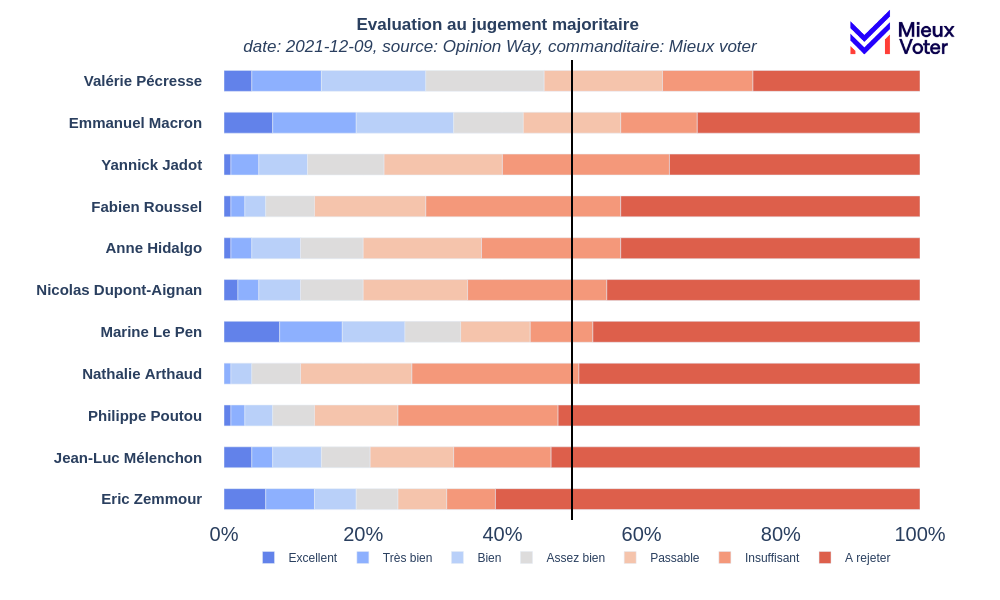 Evaluation au jugement majoritaire
date: 2021-12-09, source: Opinion Way, commanditaire: Mieux voter
Mieux
Voter
Valérie Pécresse
Emmanuel Macron
Yannick Jadot
Fabien Roussel
Anne Hidalgo
Nicolas Dupont-Aignan
Marine Le Pen
Nathalie Arthaud
Philippe Poutou
Jean-Luc Mélenchon
Eric Zemmour
0% 20% 40% 60% 80% 100%
Excellent Très bien Bien Assez bien Passable Insuffisant A rejeter